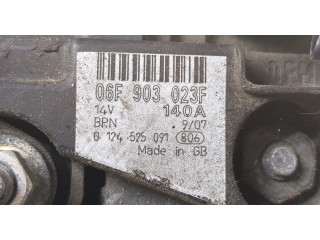 06F 903 023F
14V 140A
BRN . 9/07
0 124 525 091 806
Made in GB